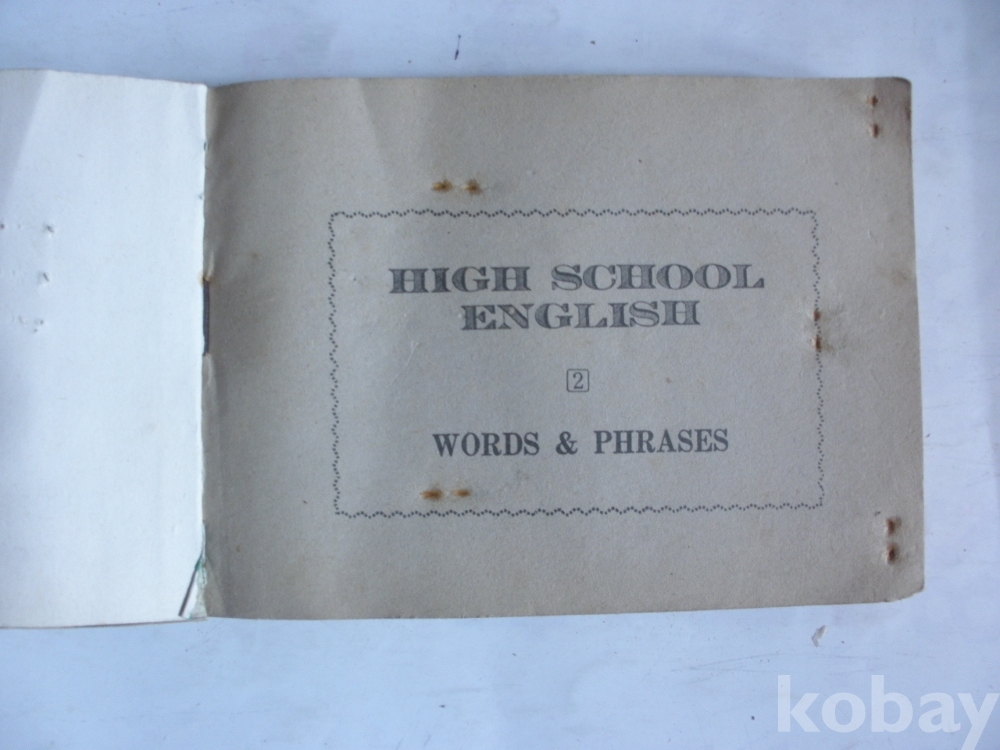 HIGH SCHOOL
ENGLISH
2
WORDS & PHRASES
kobay